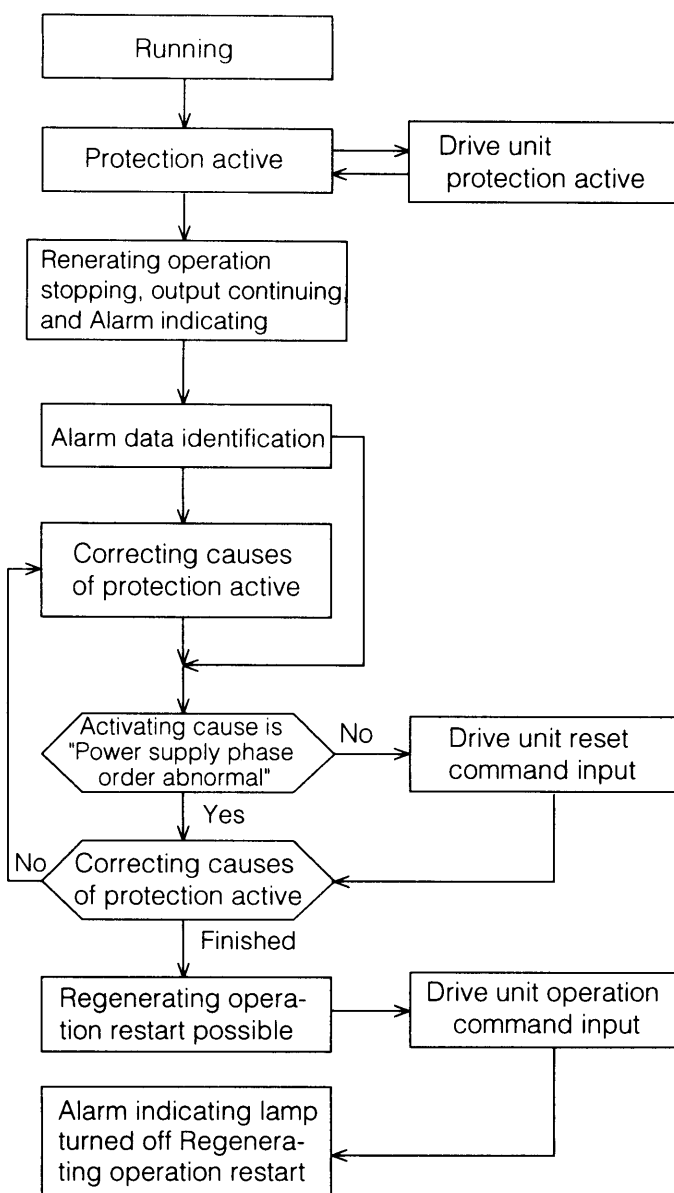 Running
Protection active
Drive unit
protection active
Renerating operation
stopping, output continuing
and Alarm indicating
Alarm data identification
Correcting causes
of protection active
Activating cause is
"Power supply phase
order abnormal"
No
Drive unit reset
command input
Yes
No
Correcting causes
of protection active
Finished
Regenerating opera-
tion restart possible
Drive unit operation
command input
Alarm indicating lamp
turned off Regenera-
ting operation restart